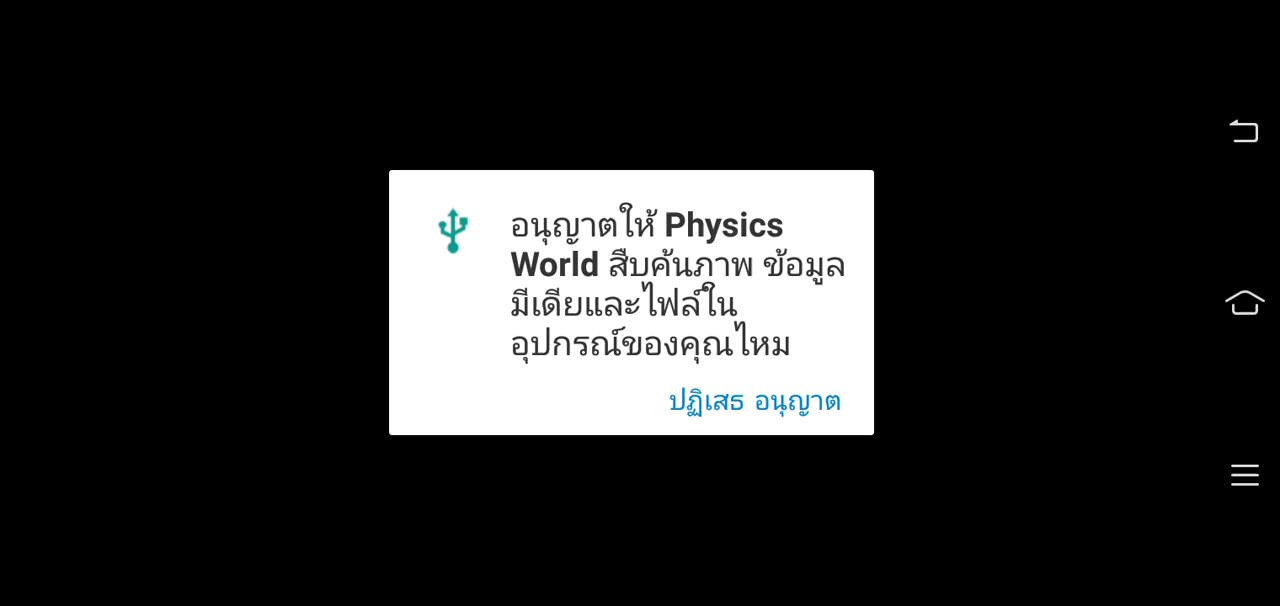 อนุญาตให้ Physics
World สืบค้นภาพ ข้อมูล
มีเดียและไฟล์ใน
อุปกรณ์ของคุณไหม
ปฏิเสธ อนุญาต